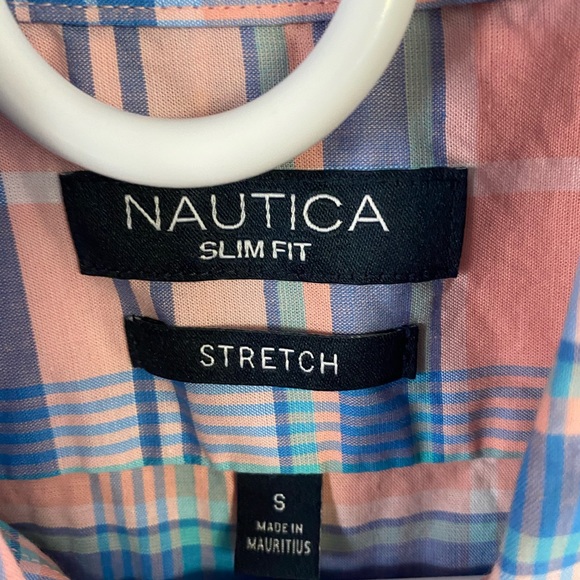 NAUTICA
SLIM FIT
STRETCH
S
MADE IN
MAURITIUS